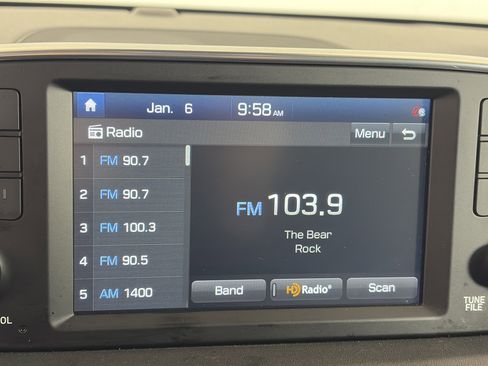 Jan. 6 9:58 AM
Radio Menu
1 FM 90.7
2 FM 90.7
3 FM 100.3
4 FM 90.5
5 AM 1400
FM 103.9
The Bear
Rock
Band HD Radio® Scan
OL
TUNE
FILE